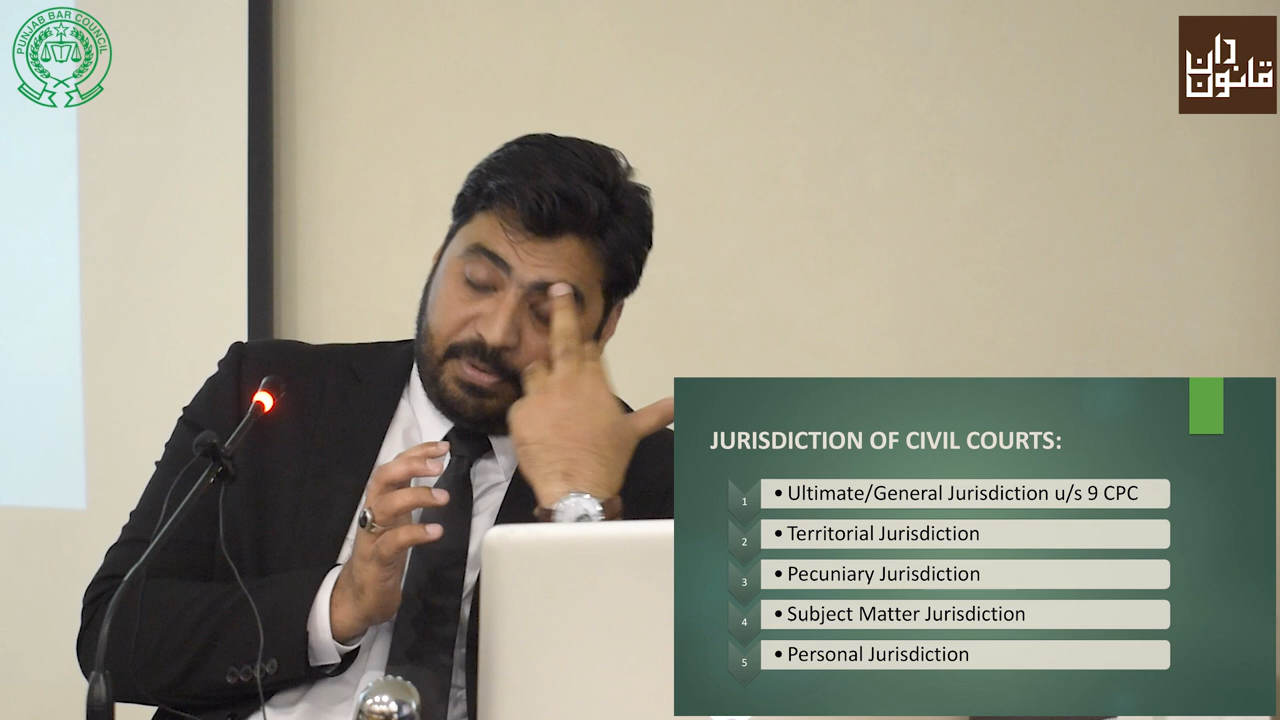 PUNJAB BAR COUNCIL
قانون دان
JURISDICTION OF CIVIL COURTS:
1 • Ultimate/General Jurisdiction u/s 9 CPC
2 • Territorial Jurisdiction
3 • Pecuniary Jurisdiction
4 • Subject Matter Jurisdiction
5 • Personal Jurisdiction